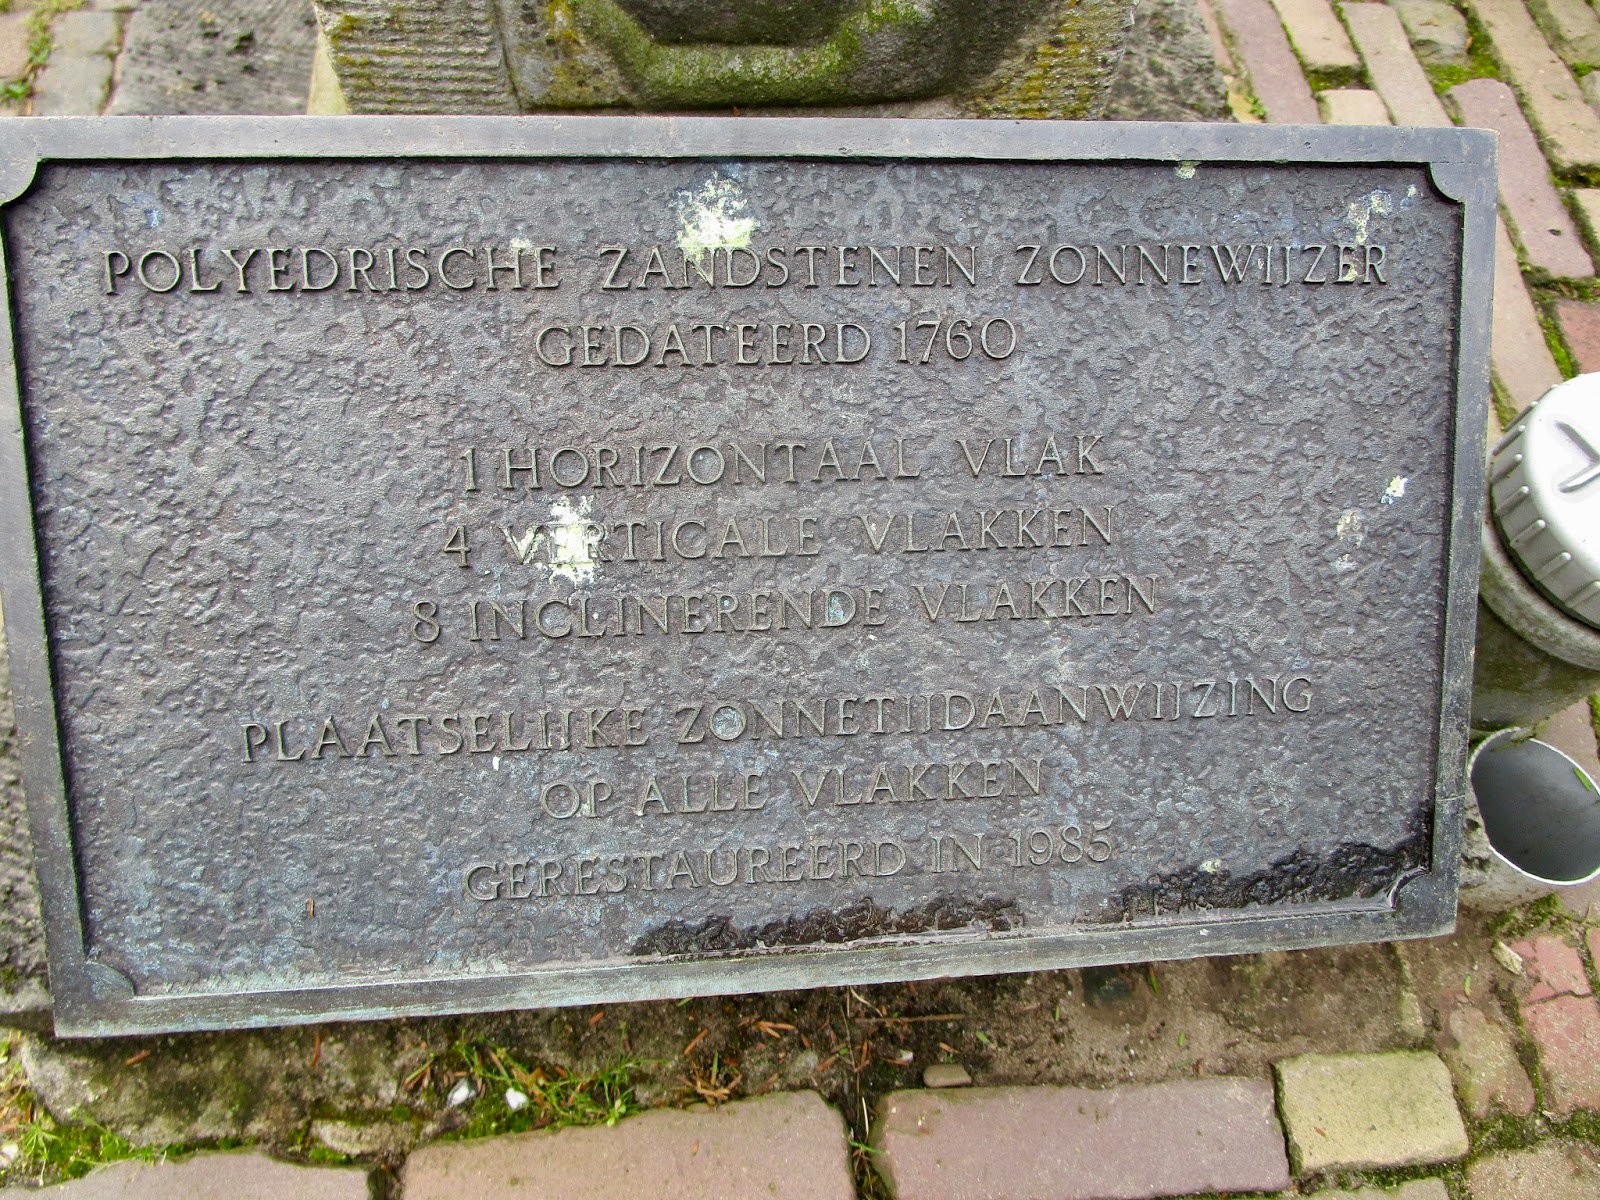 POLYEDRISCHE ZANDSTENEN ZONNEWIJZER
GEDATEERD 1760
1 HORIZONTAAL VLAK
4 VERTICALE VLAKKEN
8 INCLINERENDE VLAKKEN
PLAATSELIJKE ZONNETIJDAANWIJZING
OP ALLE VLAKKEN
GERESTAUREERD IN 1985